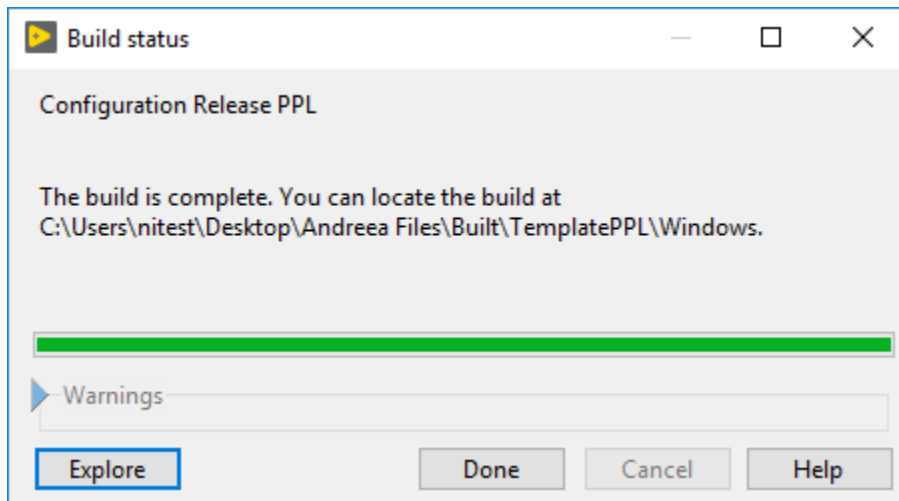 Build status
Configuration Release PPL
The build is complete. You can locate the build at
C:\Users\nitest\Desktop\Andreea Files\Built\TemplatePPL\Windows.
Warnings
Explore Done Cancel Help